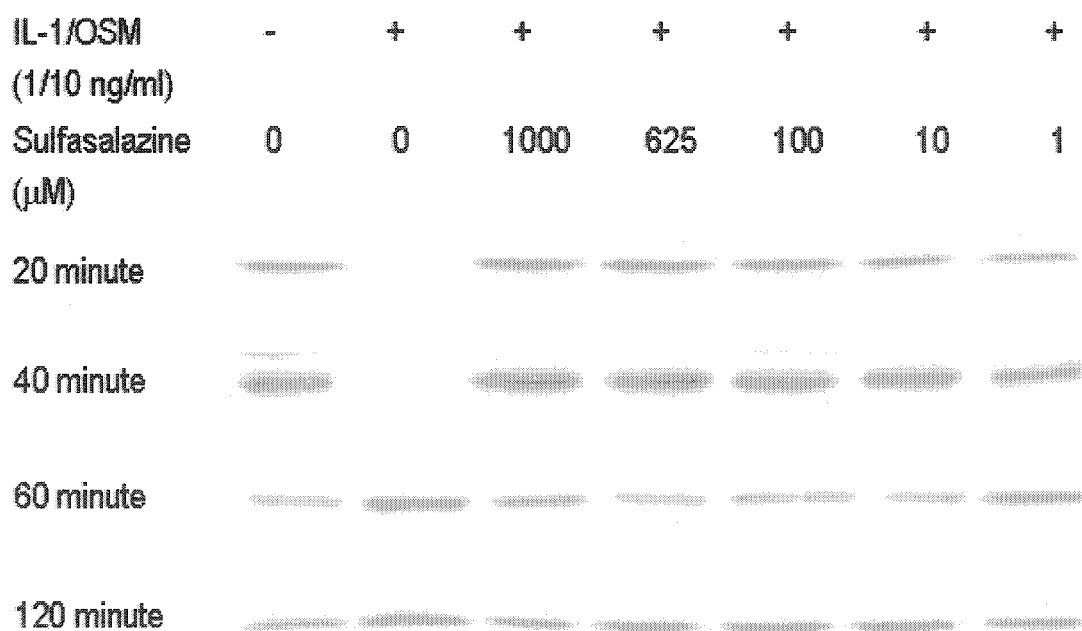 IL-1/OSM - + + + + + +
(1/10 ng/ml)
Sulfasalazine 0 0 1000 625 100 10 1
(μM)
20 minute
40 minute
60 minute
120 minute